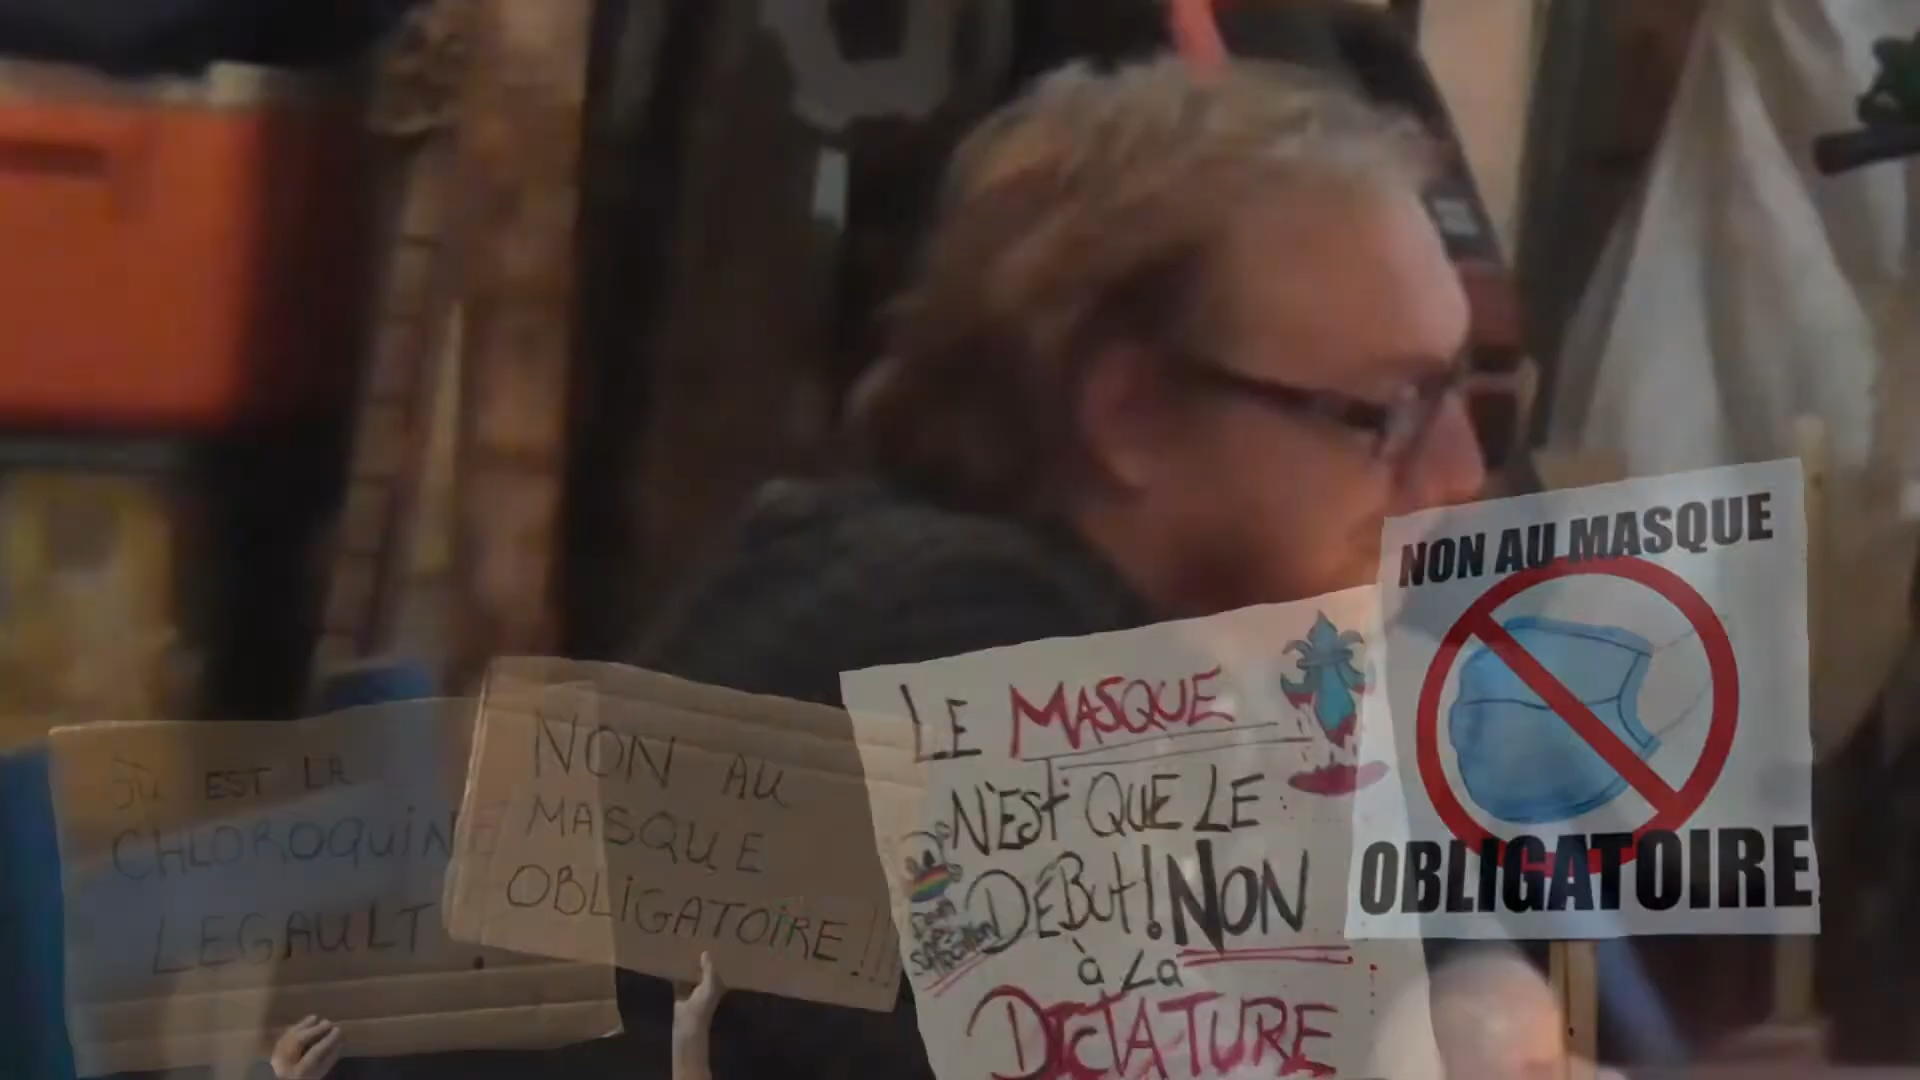 OÙ EST LA
CHLOROQUINE
LEGAULT
NON AU
MASQUE
OBLIGATOIRE!!!
LE MASQUE
N'EST QUE LE
DÉBUT! NON
à La
DICTATURE
NON AU MASQUE
OBLIGATOIRE